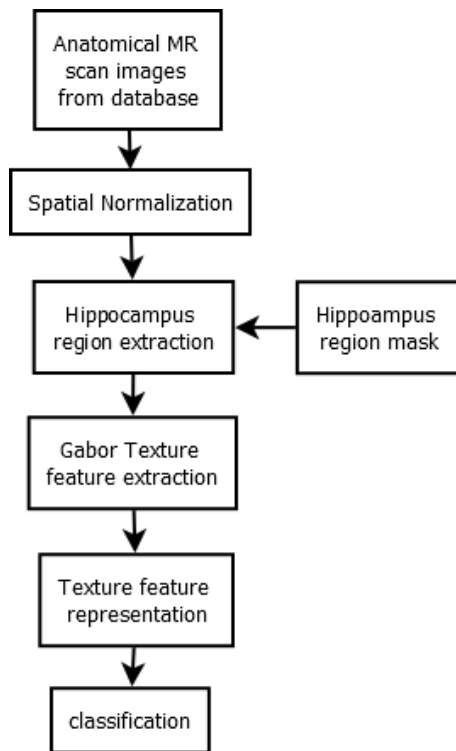 Anatomical MR
scan images
from database
Spatial Normalization
Hippocampus
region extraction
Hippoampus
region mask
Gabor Texture
feature extraction
Texture feature
representation
classification